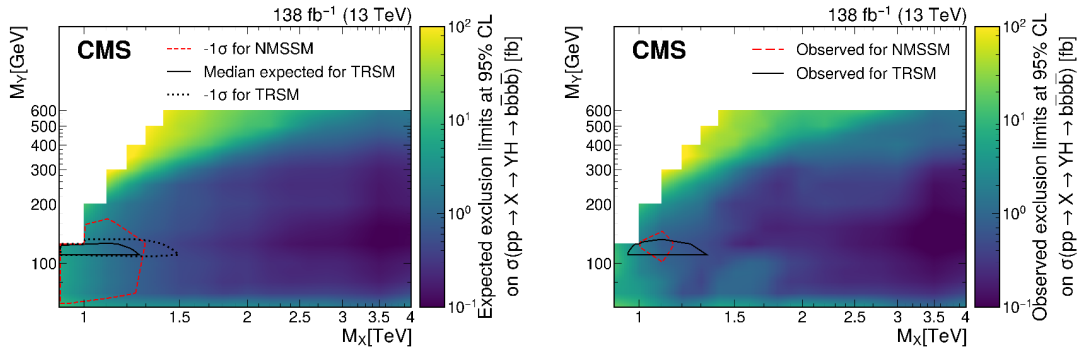 138 fb⁻¹ (13 TeV)
CMS
-1σ for NMSSM
Median expected for TRSM
-1σ for TRSM
M_Y[GeV]
600
500
400
300
200
100
1
1.5
2
2.5
3
3.5
4
M_X[TeV]
10²
10¹
10⁰
10⁻¹
Expected exclusion limits at 95% CL
on σ(pp → X → YH → bb̅bb̅) [fb]
138 fb⁻¹ (13 TeV)
CMS
Observed for NMSSM
Observed for TRSM
M_Y[GeV]
600
500
400
300
200
100
1
1.5
2
2.5
3
3.5
4
M_X[TeV]
10²
10¹
10⁰
10⁻¹
Observed exclusion limits at 95% CL
on σ(pp → X → YH → bb̅bb̅) [fb]